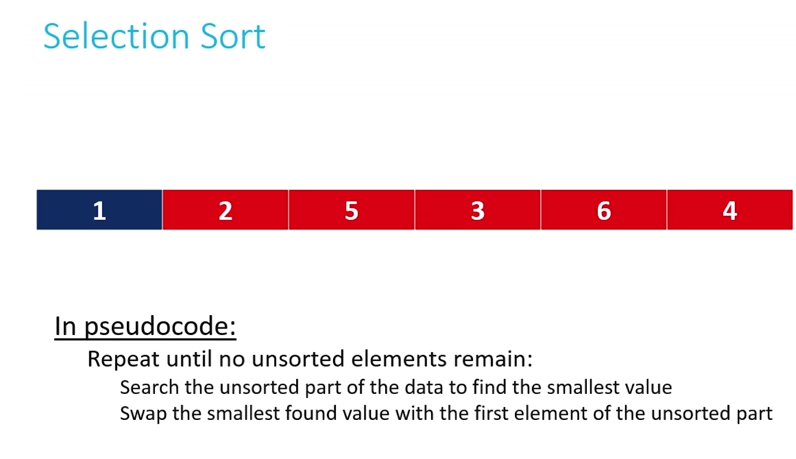 Selection Sort
1 2 5 3 6 4
In pseudocode:
Repeat until no unsorted elements remain:
Search the unsorted part of the data to find the smallest value
Swap the smallest found value with the first element of the unsorted part